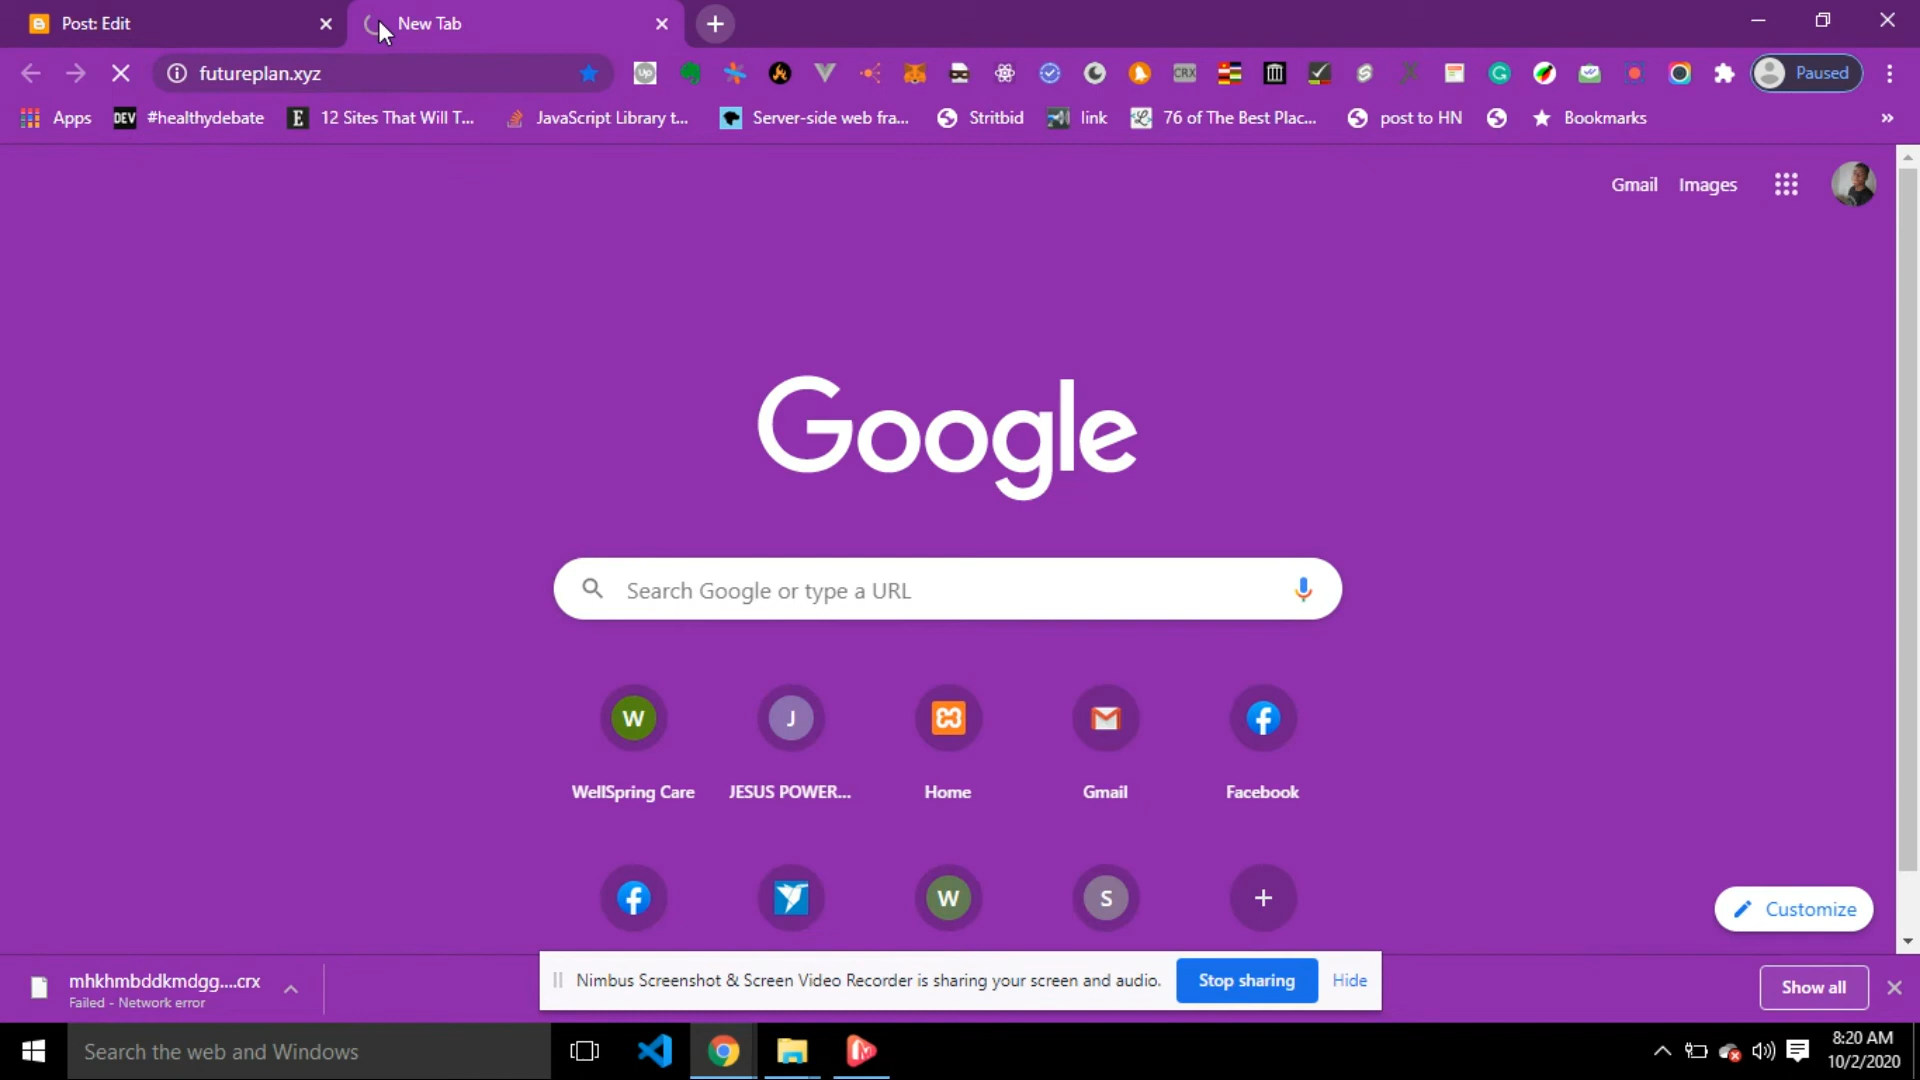 Post: Edit
New Tab
futureplan.xyz
Up
CRX
Paused
Apps
DEV #healthydebate
E 12 Sites That Will T...
JavaScript Library t...
Server-side web fra...
Stritbid
link
76 of The Best Plac...
post to HN
Bookmarks
»
Gmail Images
Google
Search Google or type a URL
W J
WellSpring Care JESUS POWER... Home Gmail Facebook
W S
Customize
mhkhmbddkmdgg....crx
Failed - Network error
Nimbus Screenshot & Screen Video Recorder is sharing your screen and audio. Stop sharing Hide
Show all
Search the web and Windows
8:20 AM
10/2/2020